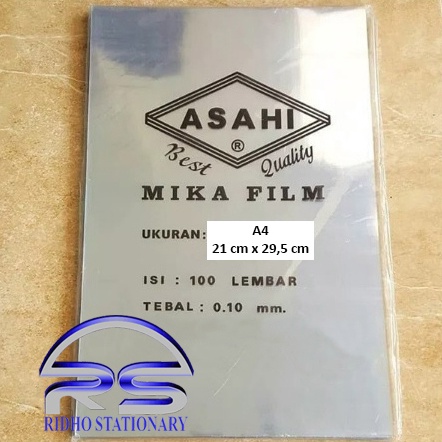 ASAHI
®
Best Quality
MIKA FILM
UKURAN: A4
21 cm x 29,5 cm
ISI : 100 LEMBAR
TEBAL : 0.10 mm.
RS
RIDHO STATIONARY